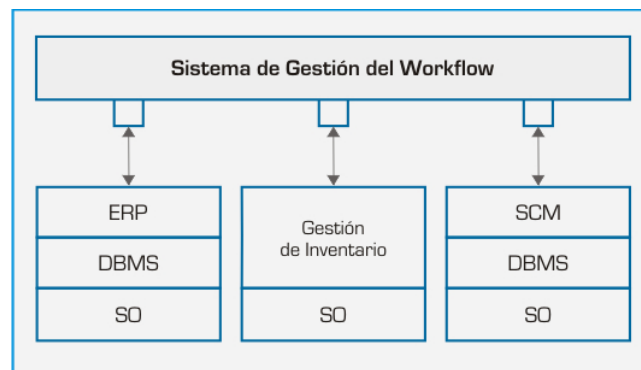 Sistema de Gestión del Workflow
ERP
DBMS
SO
Gestión
de Inventario
SO
SCM
DBMS
SO